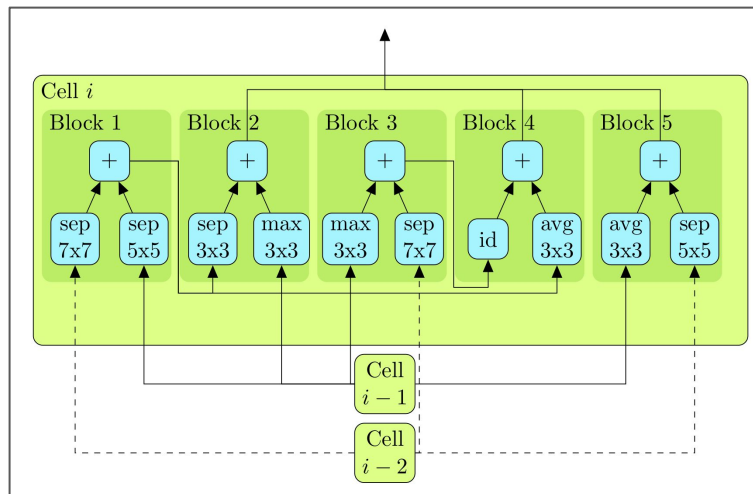 Cell i
Block 1
Block 2
Block 3
Block 4
Block 5
+
+
+
+
+
sep
7x7
sep
5x5
sep
3x3
max
3x3
max
3x3
sep
7x7
id
avg
3x3
avg
3x3
sep
5x5
Cell
i − 1
Cell
i − 2